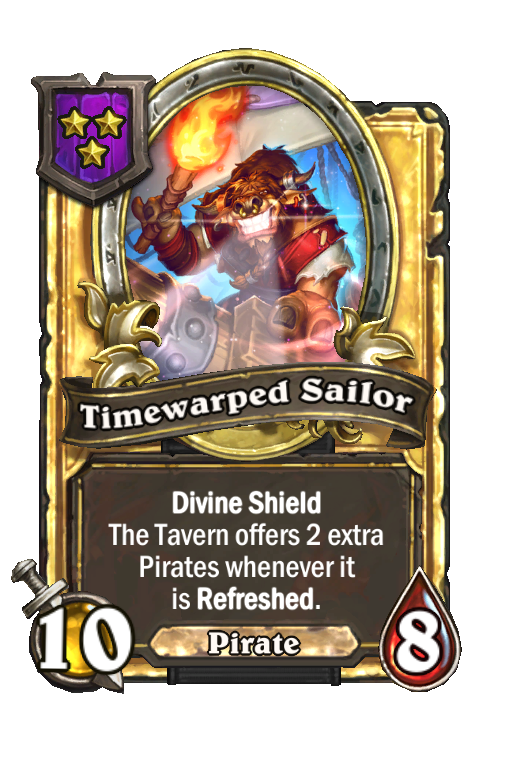 Timewarped Sailor
Divine Shield
The Tavern offers 2 extra
Pirates whenever it
is Refreshed.
10
Pirate
8